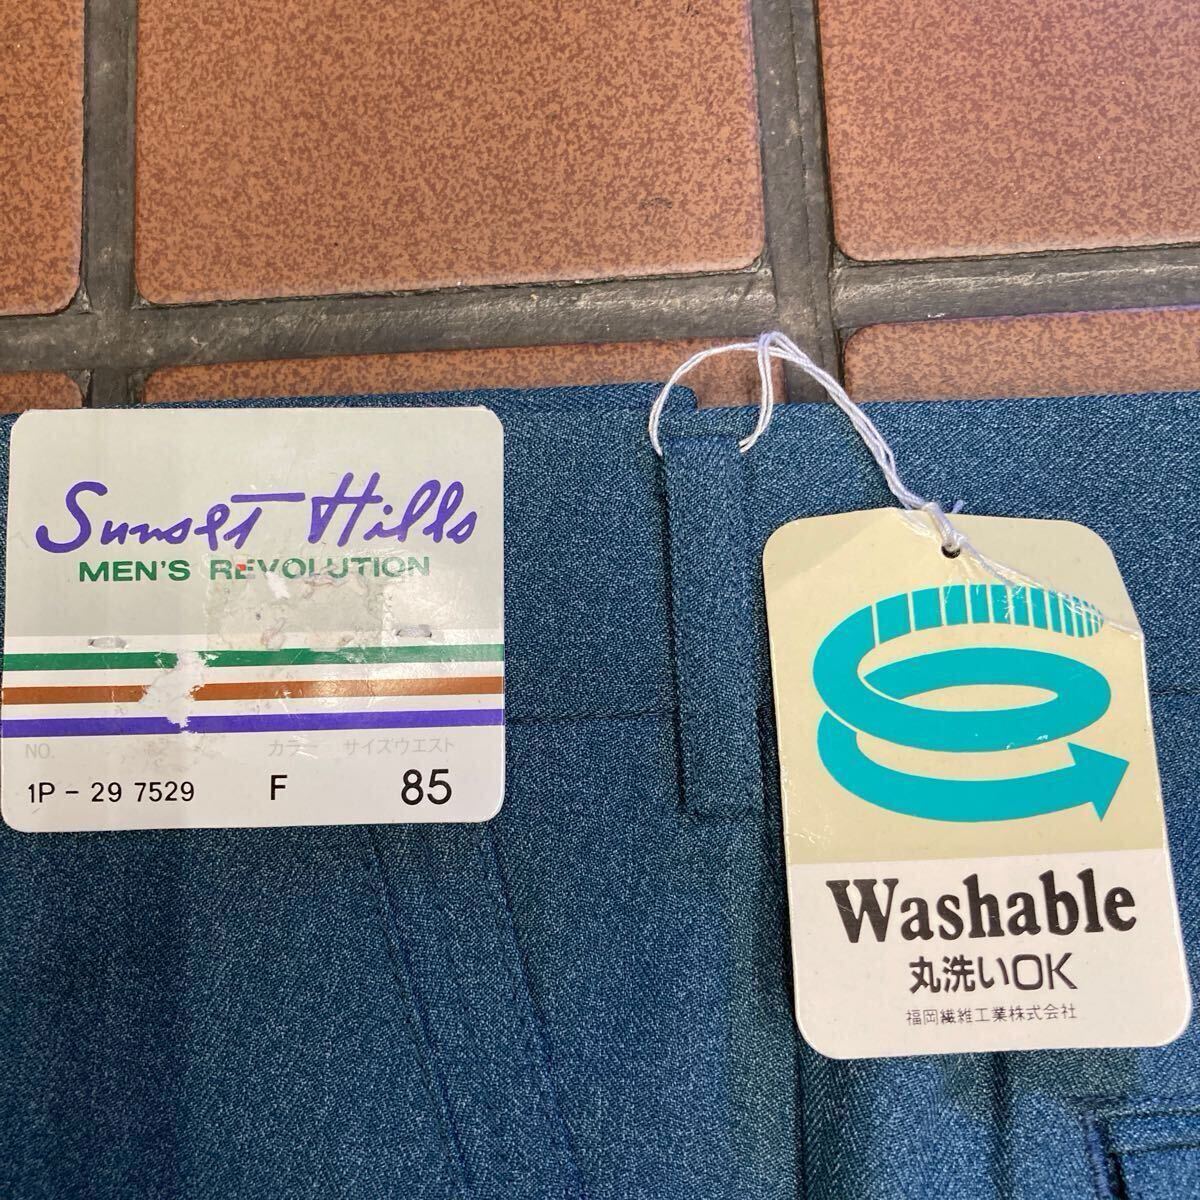 Sunset Hills
MEN'S REVOLUTION
NO. カラー サイズウエスト
1P-29 7529 F 85
Washable
丸洗いOK
福岡繊維工業株式会社